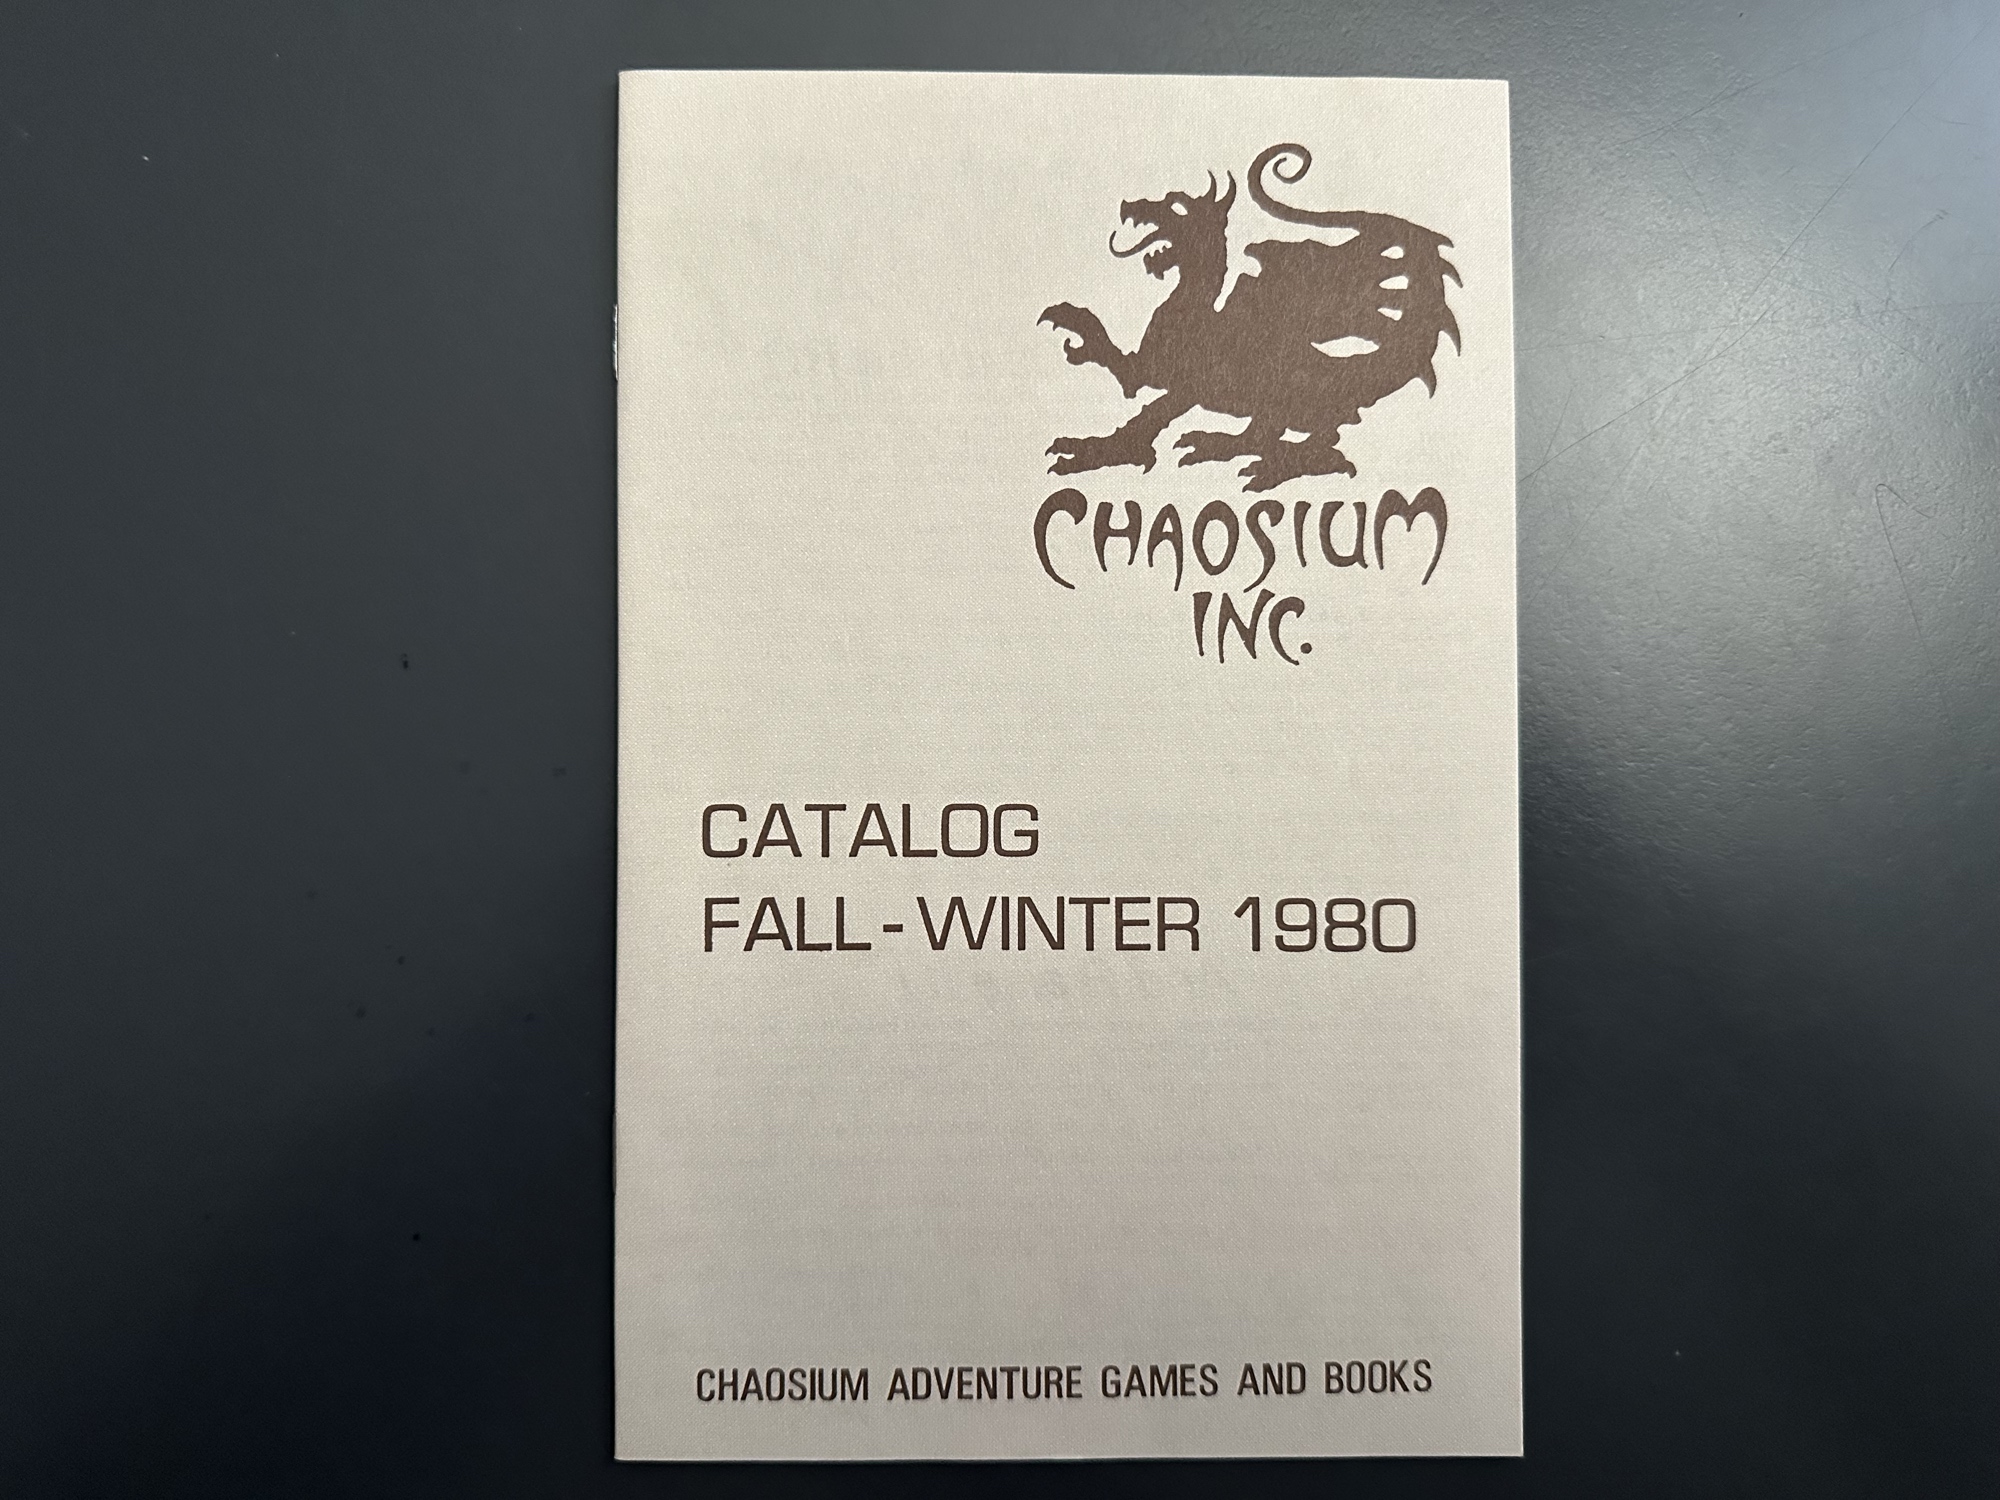 CHAOSIUM
INC.
CATALOG
FALL-WINTER 1980
CHAOSIUM ADVENTURE GAMES AND BOOKS